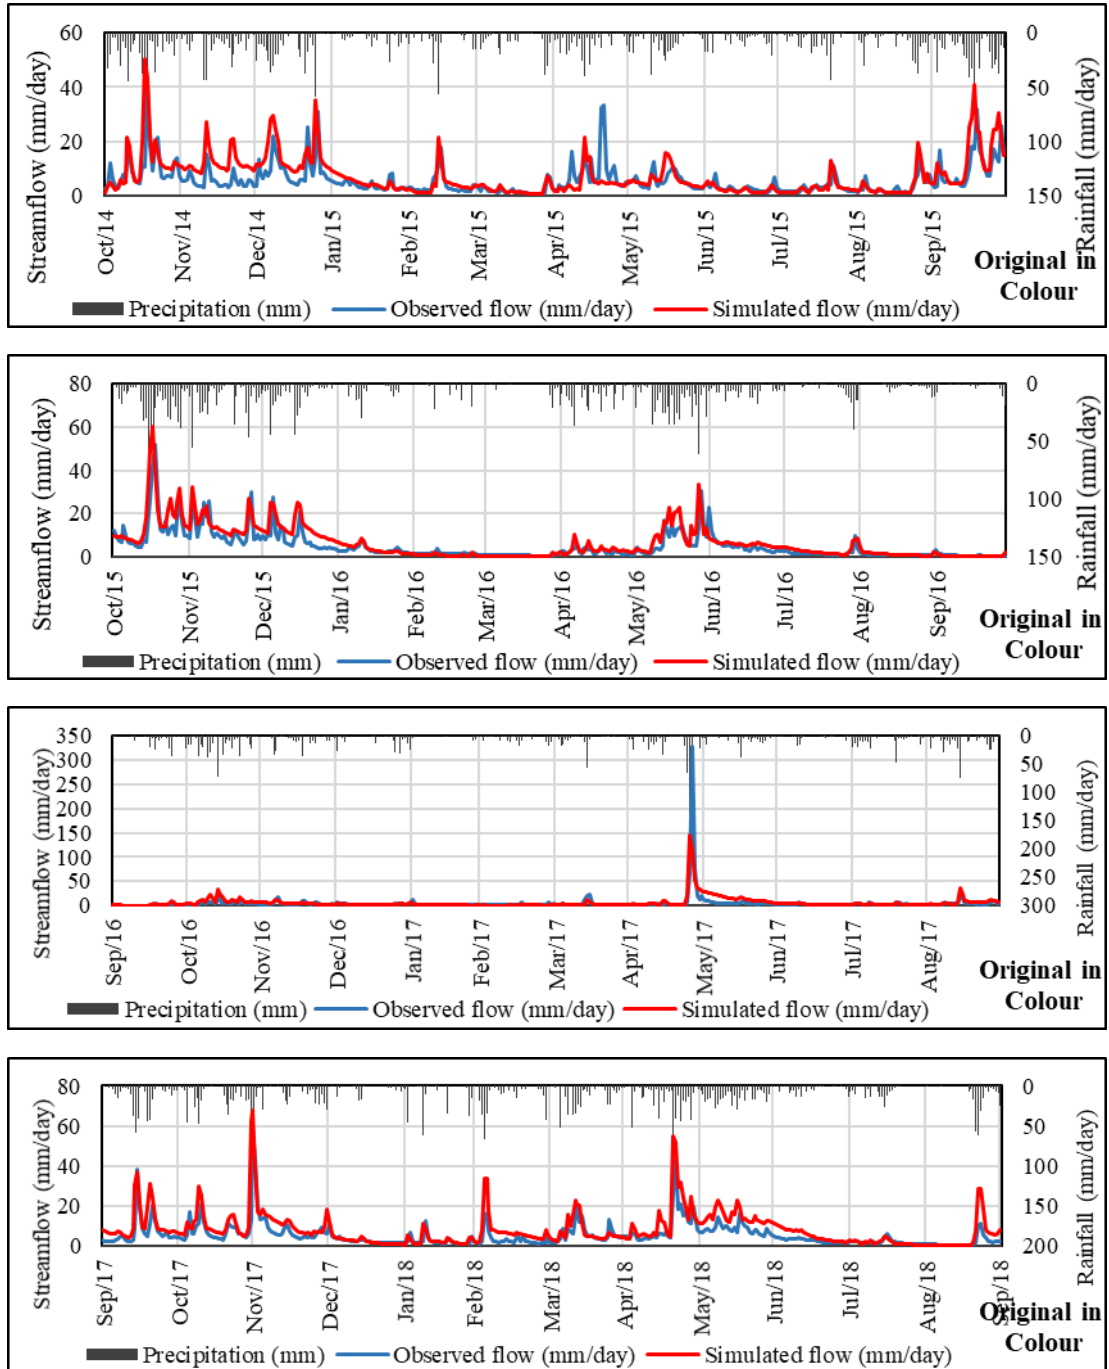 60
40
20
0
0
50
100
150
Streamflow (mm/day)
Rainfall (mm/day)
Oct/14
Nov/14
Dec/14
Jan/15
Feb/15
Mar/15
Apr/15
May/15
Jun/15
Jul/15
Aug/15
Sep/15
Original in
Colour
Precipitation (mm) Observed flow (mm/day) Simulated flow (mm/day)
80
60
40
20
0
0
50
100
150
Streamflow (mm/day)
Rainfall (mm/day)
Oct/15
Nov/15
Dec/15
Jan/16
Feb/16
Mar/16
Apr/16
May/16
Jun/16
Jul/16
Aug/16
Sep/16
Original in
Colour
Precipitation (mm) Observed flow (mm/day) Simulated flow (mm/day)
350
300
250
200
150
100
50
0
0
50
100
150
200
250
300
Streamflow (mm/day)
Rainfall (mm/day)
Sep/16
Oct/16
Nov/16
Dec/16
Jan/17
Feb/17
Mar/17
Apr/17
May/17
Jun/17
Jul/17
Aug/17
Original in
Colour
Precipitation (mm) Observed flow (mm/day) Simulated flow (mm/day)
80
60
40
20
0
0
50
100
150
200
Streamflow (mm/day)
Rainfall (mm/day)
Sep/17
Oct/17
Nov/17
Dec/17
Jan/18
Feb/18
Mar/18
Apr/18
May/18
Jun/18
Jul/18
Aug/18
Sep/18
Original in
Colour
Precipitation (mm) Observed flow (mm/day) Simulated flow (mm/day)